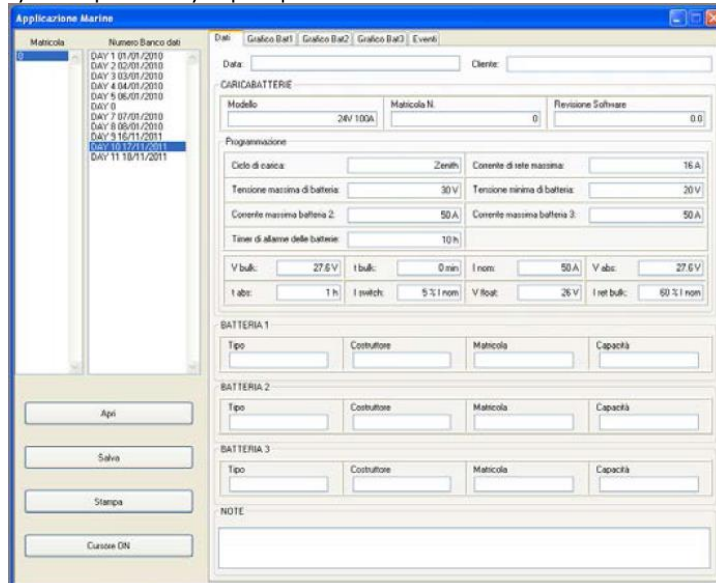 Applicazione Marine
Matricola Numero Banco dati
0
DAY 1 01/01/2010
DAY 2 02/01/2010
DAY 3 03/01/2010
DAY 4 04/01/2010
DAY 5 06/01/2010
DAY 0
DAY 7 07/01/2010
DAY 8 08/01/2010
DAY 9 16/11/2011
DAY 10 17/11/2011
DAY 11 18/11/2011
Apri
Salva
Stampa
Cursore ON
Dati Grafico Bat1 Grafico Bat2 Grafico Bat3 Eventi
Data: Cliente:
CARICABATTERIE
Modello Matricola N. Revisione Software
24V 100A 0 0.0
Programmazione
Ciclo di carica: Zenith Corrente di rete massima: 16 A
Tensione massima di batteria: 30 V Tensione minima di batteria: 20 V
Corrente massima batteria 2: 50 A Corrente massima batteria 3: 50 A
Timer di allarme delle batterie: 10 h
V bulk: 27.6 V t bulk: 0 min I nom: 50 A V abs: 27.6 V
t abs: 1 h I switch: 5 % I nom V float: 26 V I ret bulk: 60 % I nom
BATTERIA 1
Tipo Costruttore Matricola Capacità
BATTERIA 2
Tipo Costruttore Matricola Capacità
BATTERIA 3
Tipo Costruttore Matricola Capacità
NOTE